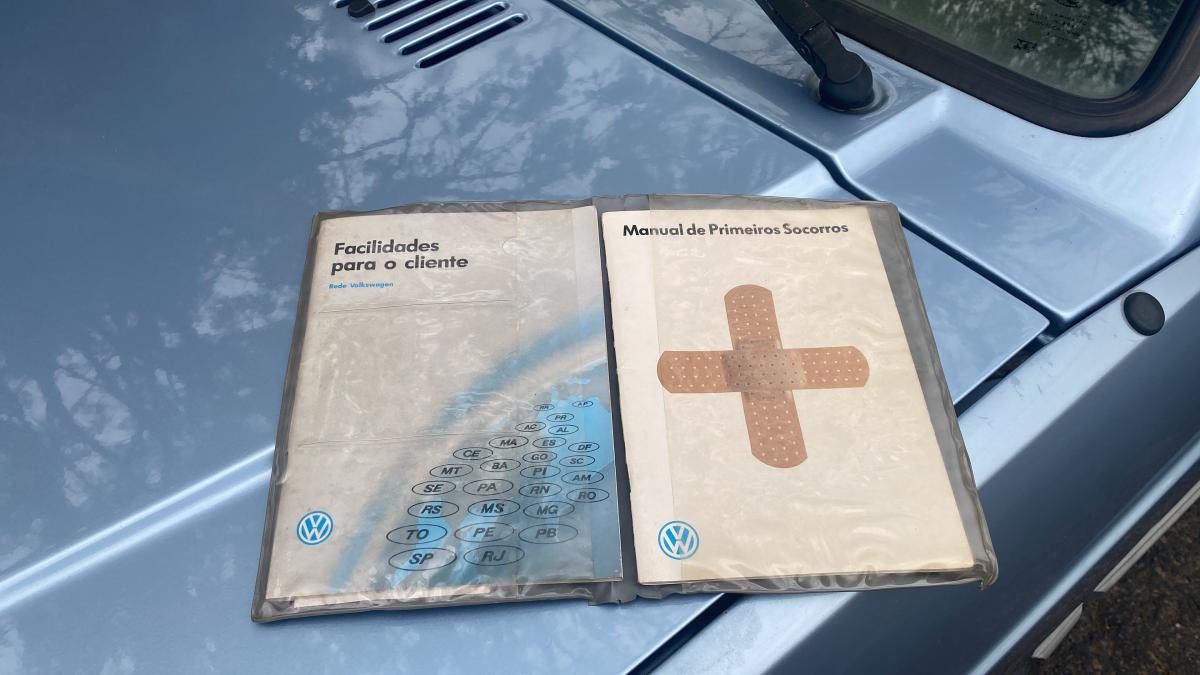 Facilidades
para o cliente
Rede Volkswagen
RR AP
PR
AC AL
MA ES DF
CE GO SC
MT BA PI AM
SE PA RN RO
RS MS MG
TO PE PB
SP RJ
Manual de Primeiros Socorros